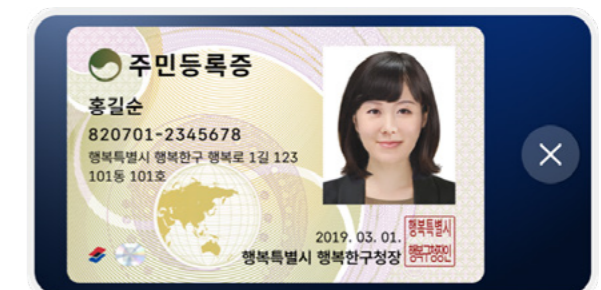 주민등록증
홍길순
820701-2345678
행복특별시 행복한구 행복로 1길 123
101동 101호
2019. 03. 01.
행복특별시 행복한구청장
행복특별시